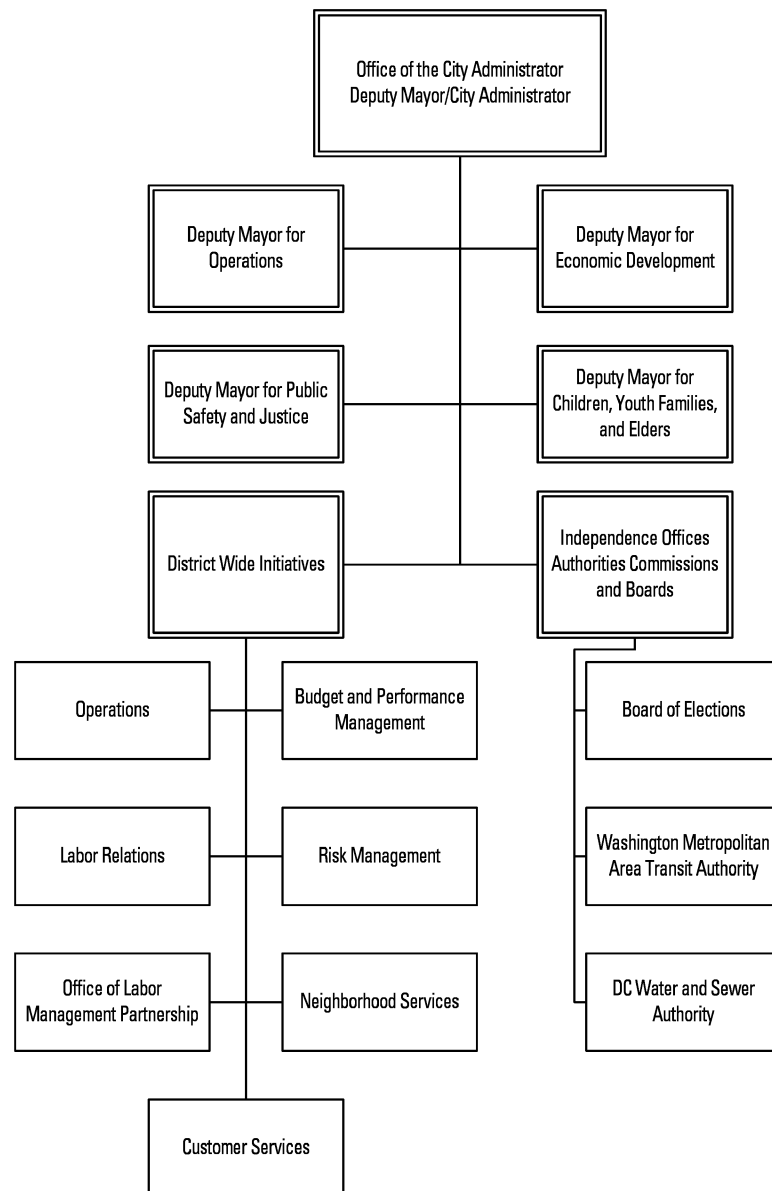 Office of the City Administrator
Deputy Mayor/City Administrator
Deputy Mayor for
Operations
Deputy Mayor for
Economic Development
Deputy Mayor for Public
Safety and Justice
Deputy Mayor for
Children, Youth Families,
and Elders
District Wide Initiatives
Independence Offices
Authorities Commissions
and Boards
Operations
Budget and Performance
Management
Board of Elections
Labor Relations
Risk Management
Washington Metropolitan
Area Transit Authority
Office of Labor
Management Partnership
Neighborhood Services
DC Water and Sewer
Authority
Customer Services